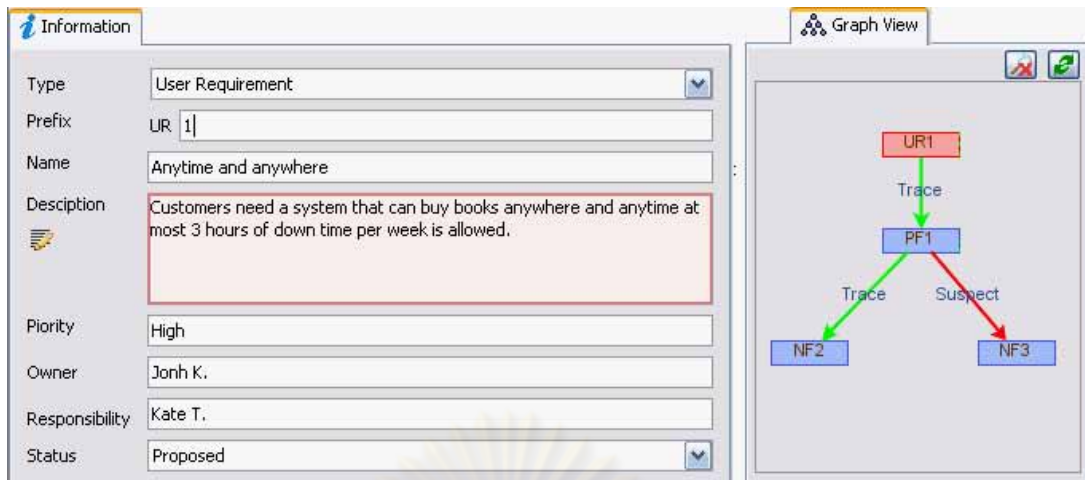 Information
Type
User Requirement
Prefix
UR 1
Name
Anytime and anywhere
Desciption
Customers need a system that can buy books anywhere and anytime at
most 3 hours of down time per week is allowed.
Piority
High
Owner
Jonh K.
Responsibility
Kate T.
Status
Proposed
:
Graph View
UR1
Trace
PF1
Trace
Suspect
NF2
NF3